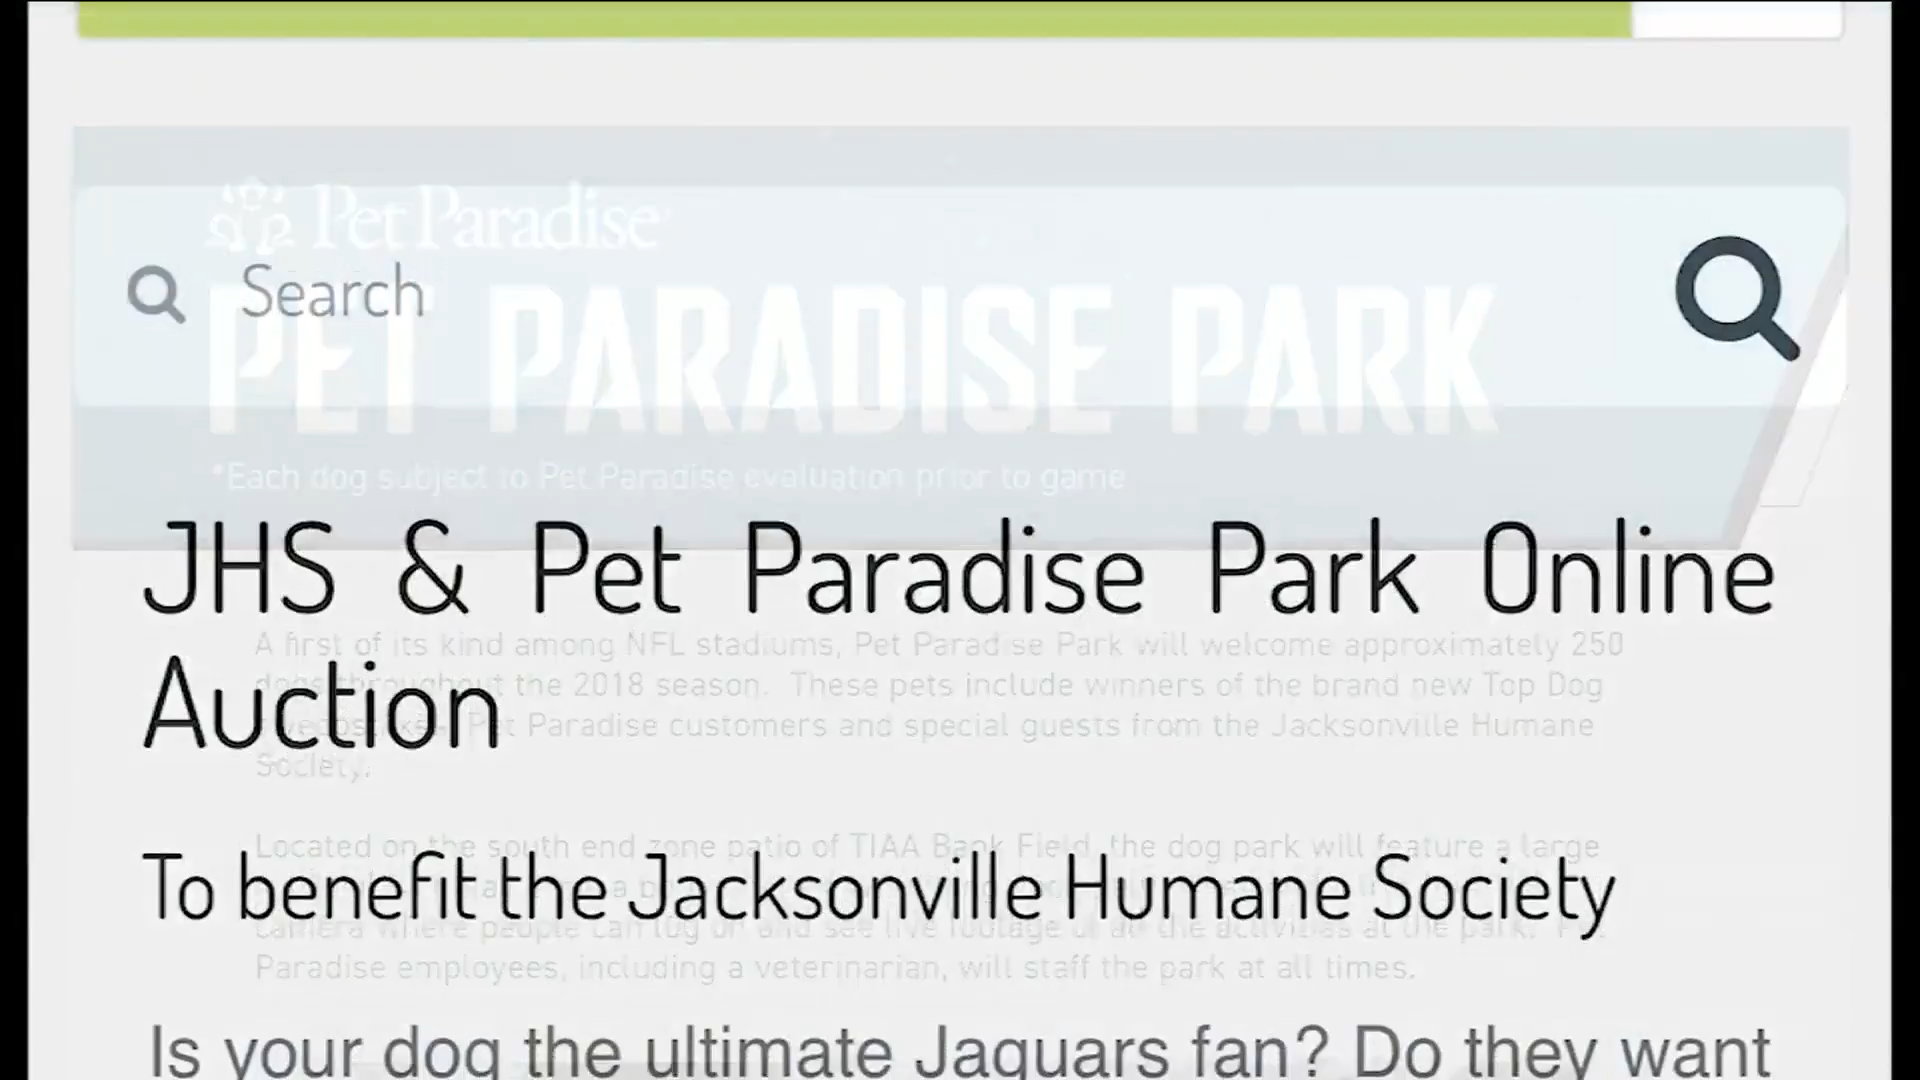 Pet Paradise
Search
PET PARADISE PARK
*Each dog subject to Pet Paradise evaluation prior to game
JHS & Pet Paradise Park Online
Auction
A first of its kind among NFL stadiums, Pet Paradise Park will welcome approximately 250
dogs throughout the 2018 season. These pets include winners of the brand new Top Dog
Pet Paradise customers and special guests from the Jacksonville Humane
Society.
Located on the south end zone patio of TIAA Bank Field, the dog park will feature a large
To benefit the Jacksonville Humane Society
camera where people can log on and see live footage of all the activities at the park. Pet
Paradise employees, including a veterinarian, will staff the park at all times.
Is your dog the ultimate Jaguars fan? Do they want